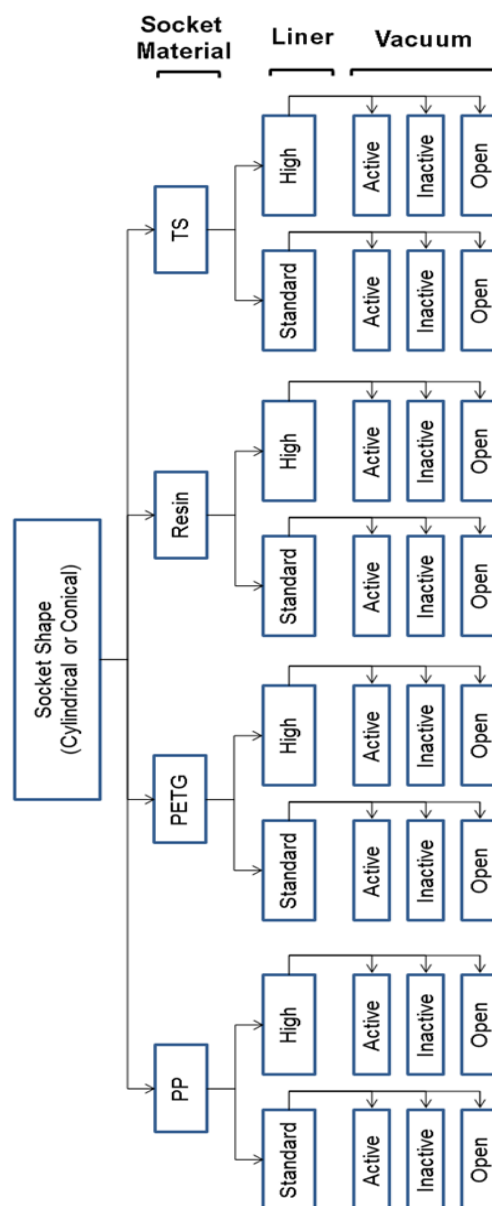 Socket
Material
Liner
Vacuum
Socket Shape
(Cylindrical or Conical)
TS
High
Active
Inactive
Open
Standard
Active
Inactive
Open
Resin
High
Active
Inactive
Open
Standard
Active
Inactive
Open
PETG
High
Active
Inactive
Open
Standard
Active
Inactive
Open
PP
High
Active
Inactive
Open
Standard
Active
Inactive
Open